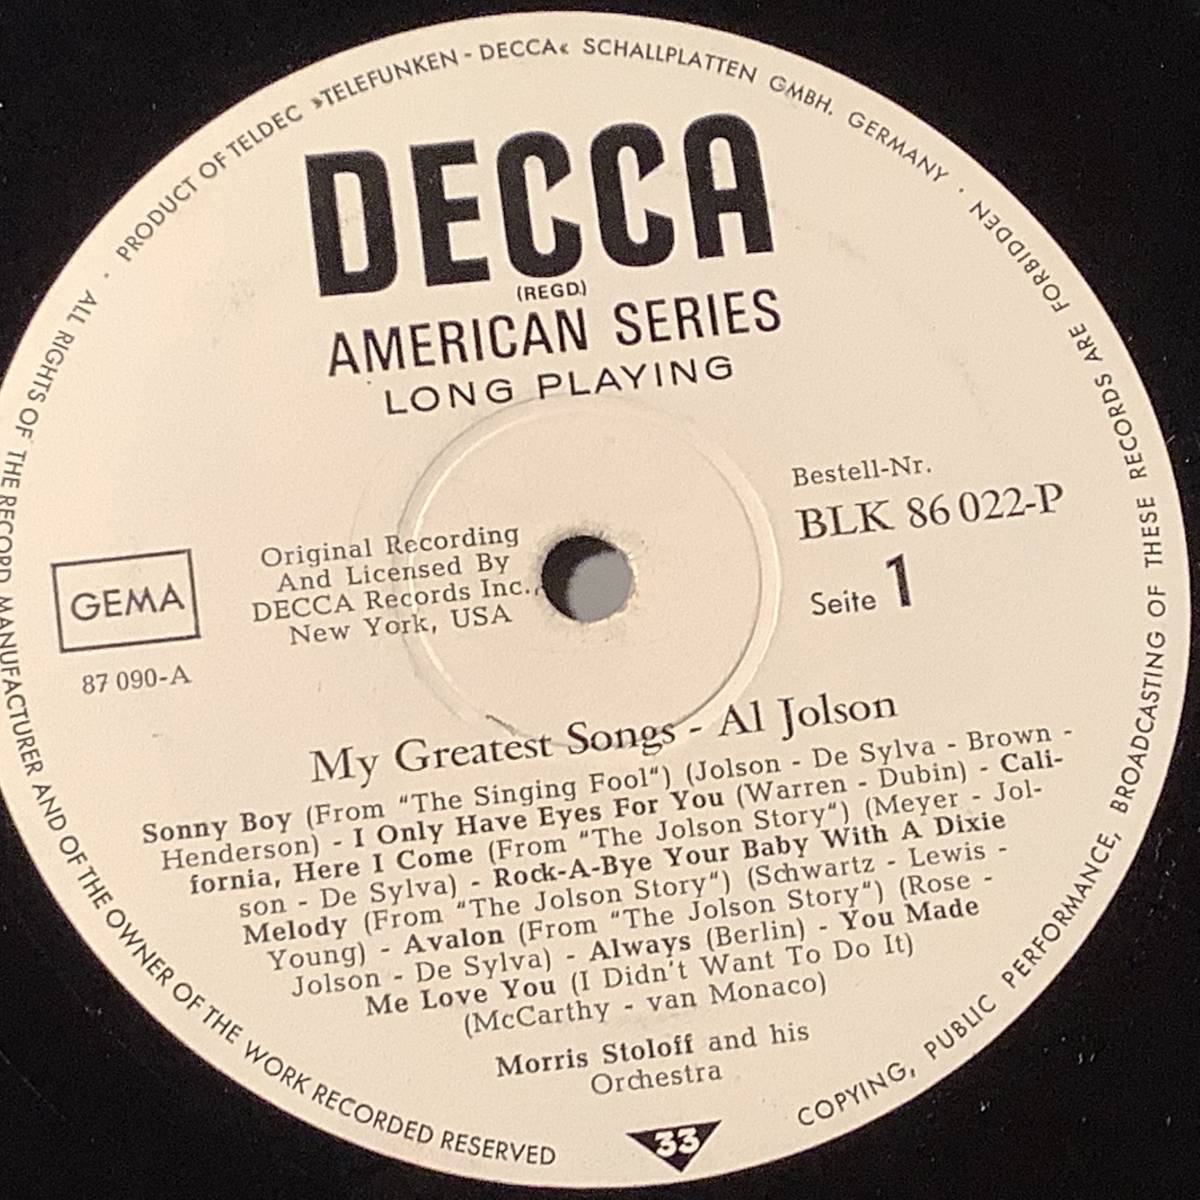 · PRODUCT OF TELDEC »TELEFUNKEN - DECCA« SCHALLPLATTEN GMBH. GERMANY ·
DECCA
(REGD.)
AMERICAN SERIES
LONG PLAYING
Bestell-Nr.
BLK 86 022-P
Seite 1
Original Recording
And Licensed By
DECCA Records Inc.,
New York, USA
GEMA
87 090-A
My Greatest Songs - Al Jolson
Sonny Boy (From "The Singing Fool") (Jolson - De Sylva - Brown -
Henderson) - I Only Have Eyes For You (Warren - Dubin) - Cali-
fornia, Here I Come (From "The Jolson Story") (Meyer - Jol-
son - De Sylva) - Rock-A-Bye Your Baby With A Dixie
Melody (From "The Jolson Story") (Schwartz - Lewis -
Young) - Avalon (From "The Jolson Story") (Rose -
Jolson - De Sylva) - Always (Berlin) - You Made
Me Love You (I Didn't Want To Do It)
(McCarthy - van Monaco)
Morris Stoloff and his
Orchestra
33
ALL RIGHTS OF THE RECORD MANUFACTURER AND OF THE OWNER OF THE WORK RECORDED RESERVED
COPYING, PUBLIC PERFORMANCE, BROADCASTING OF THESE RECORDS ARE FORBIDDEN